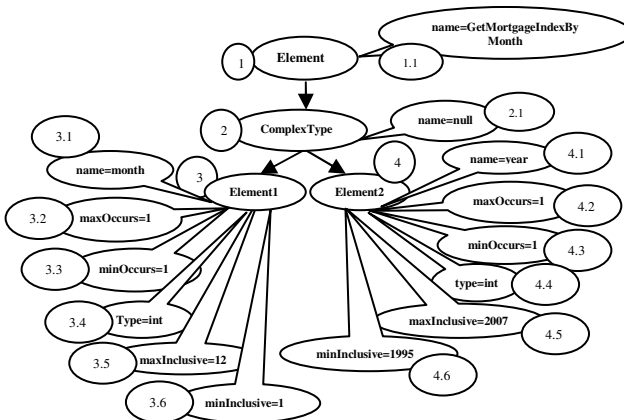 name=GetMortgageIndexBy
Month
Element
1
1.1
2
ComplexType
name=null
2.1
3.1
name=month
3
Element1
4
Element2
name=year
4.1
3.2
maxOccurs=1
maxOccurs=1
4.2
3.3
minOccurs=1
minOccurs=1
4.3
3.4
Type=int
type=int
4.4
3.5
maxInclusive=12
maxInclusive=2007
4.5
3.6
minInclusive=1
minInclusive=1995
4.6